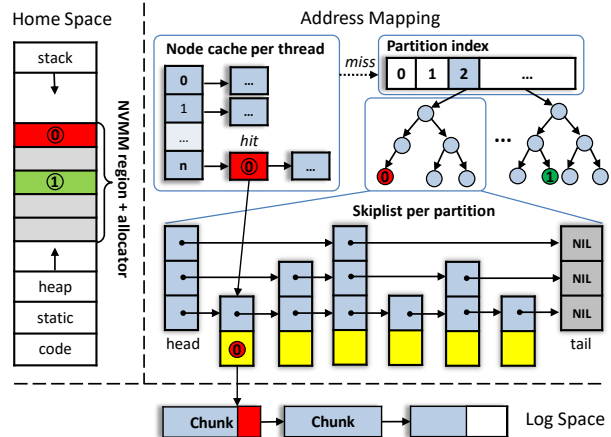 Home Space
Address Mapping
stack
⓪
①
heap
static
code
NVMM region + allocator
Node cache per thread
0
...
1
...
...
hit
n
⓪
...
miss
Partition index
0 1 2 ...
...
0
1
Skiplist per partition
NIL
NIL
NIL
head
0
tail
Chunk
Chunk
Log Space